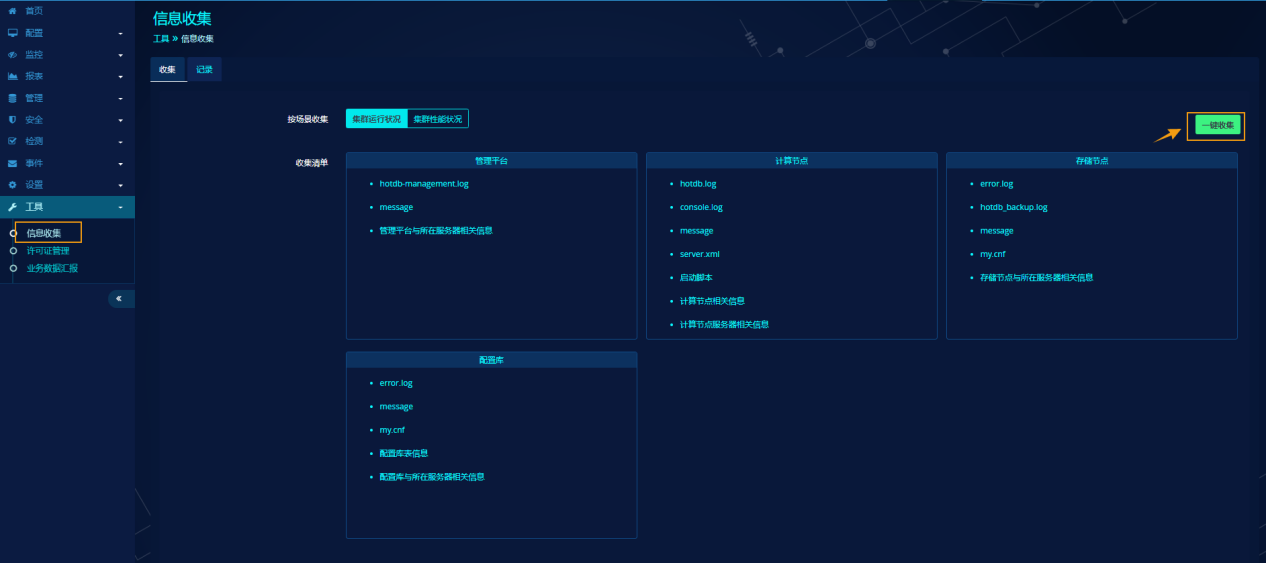 首页
配置
监控
报表
管理
安全
检测
事件
设置
工具
信息收集
许可证管理
业务数据汇报
信息收集
工具 » 信息收集
收集 记录
按场景收集 集群运行状况 集群性能状况
一键收集
收集清单
管理平台
hotdb-management.log
message
管理平台与所在服务器相关信息
计算节点
hotdb.log
console.log
message
server.xml
启动脚本
计算节点相关信息
计算节点服务器相关信息
存储节点
error.log
hotdb_backup.log
message
my.cnf
存储节点与所在服务器相关信息
配置库
error.log
message
my.cnf
配置库表信息
配置库与所在服务器相关信息